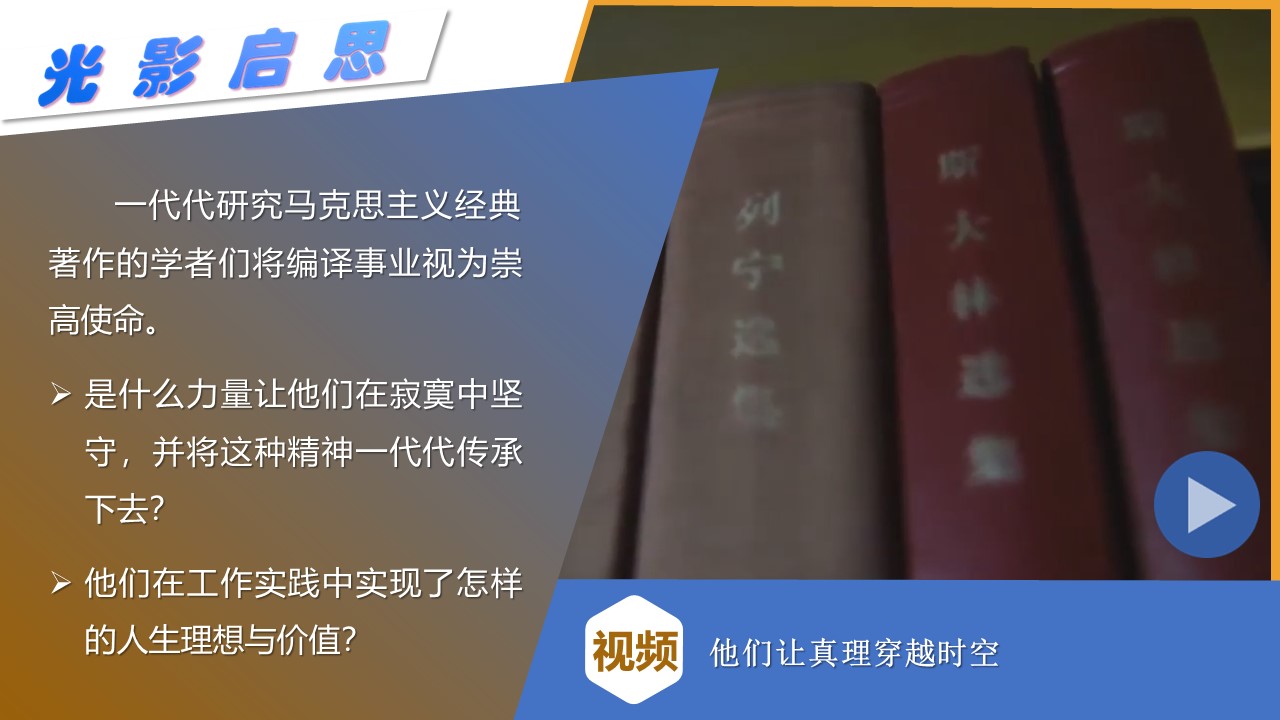 光影启思
一代代研究马克思主义经典
著作的学者们将编译事业视为崇
高使命。
是什么力量让他们在寂寞中坚
守，并将这种精神一代代传承
下去？
他们在工作实践中实现了怎样
的人生理想与价值？
列宁选集
斯大林选集
视频
他们让真理穿越时空